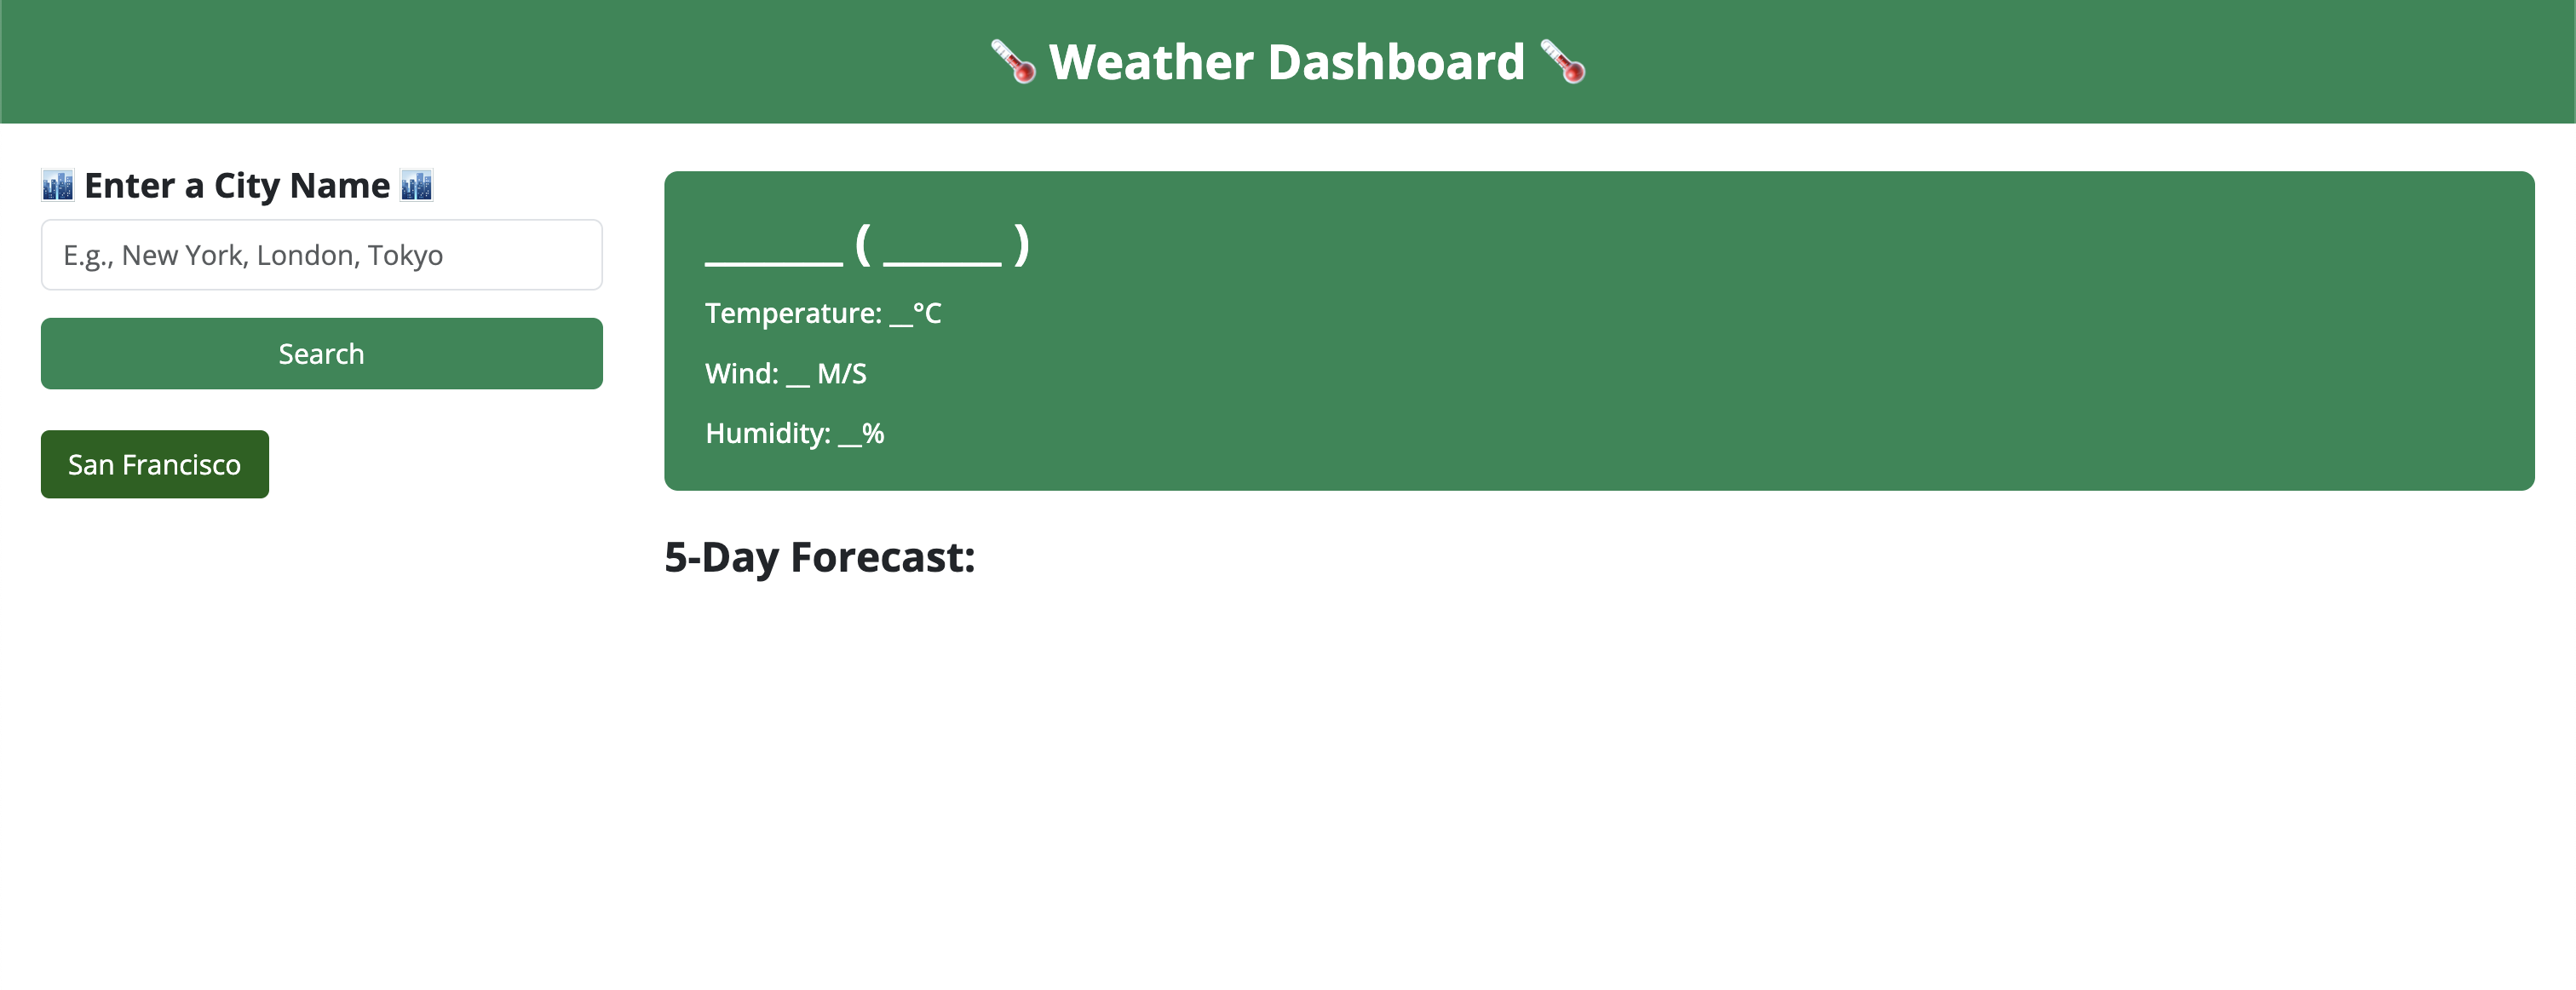 🌡️ Weather Dashboard 🌡️
🏙️ Enter a City Name 🏙️
E.g., New York, London, Tokyo
Search
San Francisco
_______ ( ______ )
Temperature: __°C
Wind: __ M/S
Humidity: __%
5-Day Forecast: